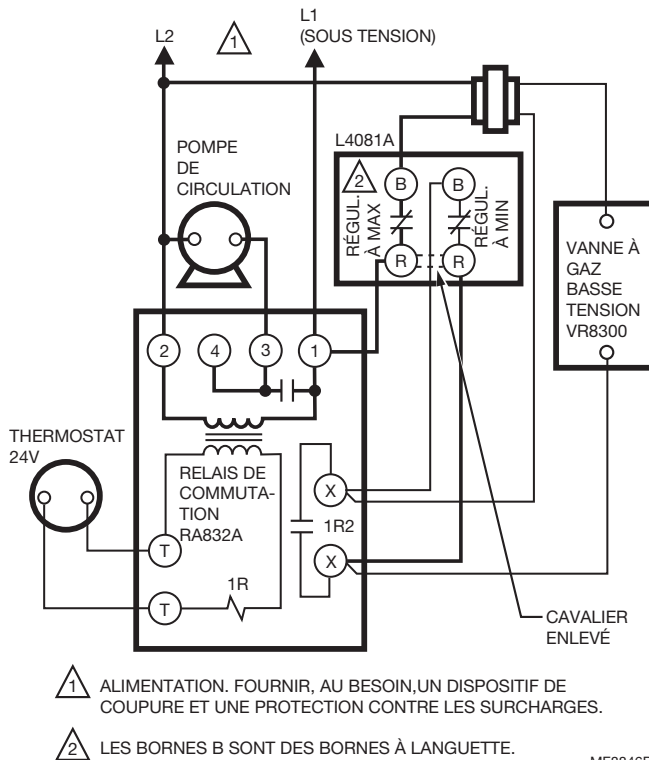 L2
1
L1
(SOUS TENSION)
POMPE
DE
CIRCULATION
L4081A
2
RÉGUL.
À MAX
B
B
RÉGUL.
À MIN
R
R
VANNE À
GAZ
BASSE
TENSION
VR8300
2
4
3
1
THERMOSTAT
24V
RELAIS DE
COMMUTA-
TION
RA832A
X
1R2
X
T
1R
T
CAVALIER
ENLEVÉ
1 ALIMENTATION. FOURNIR, AU BESOIN,UN DISPOSITIF DE
COUPURE ET UNE PROTECTION CONTRE LES SURCHARGES.
2 LES BORNES B SONT DES BORNES À LANGUETTE.